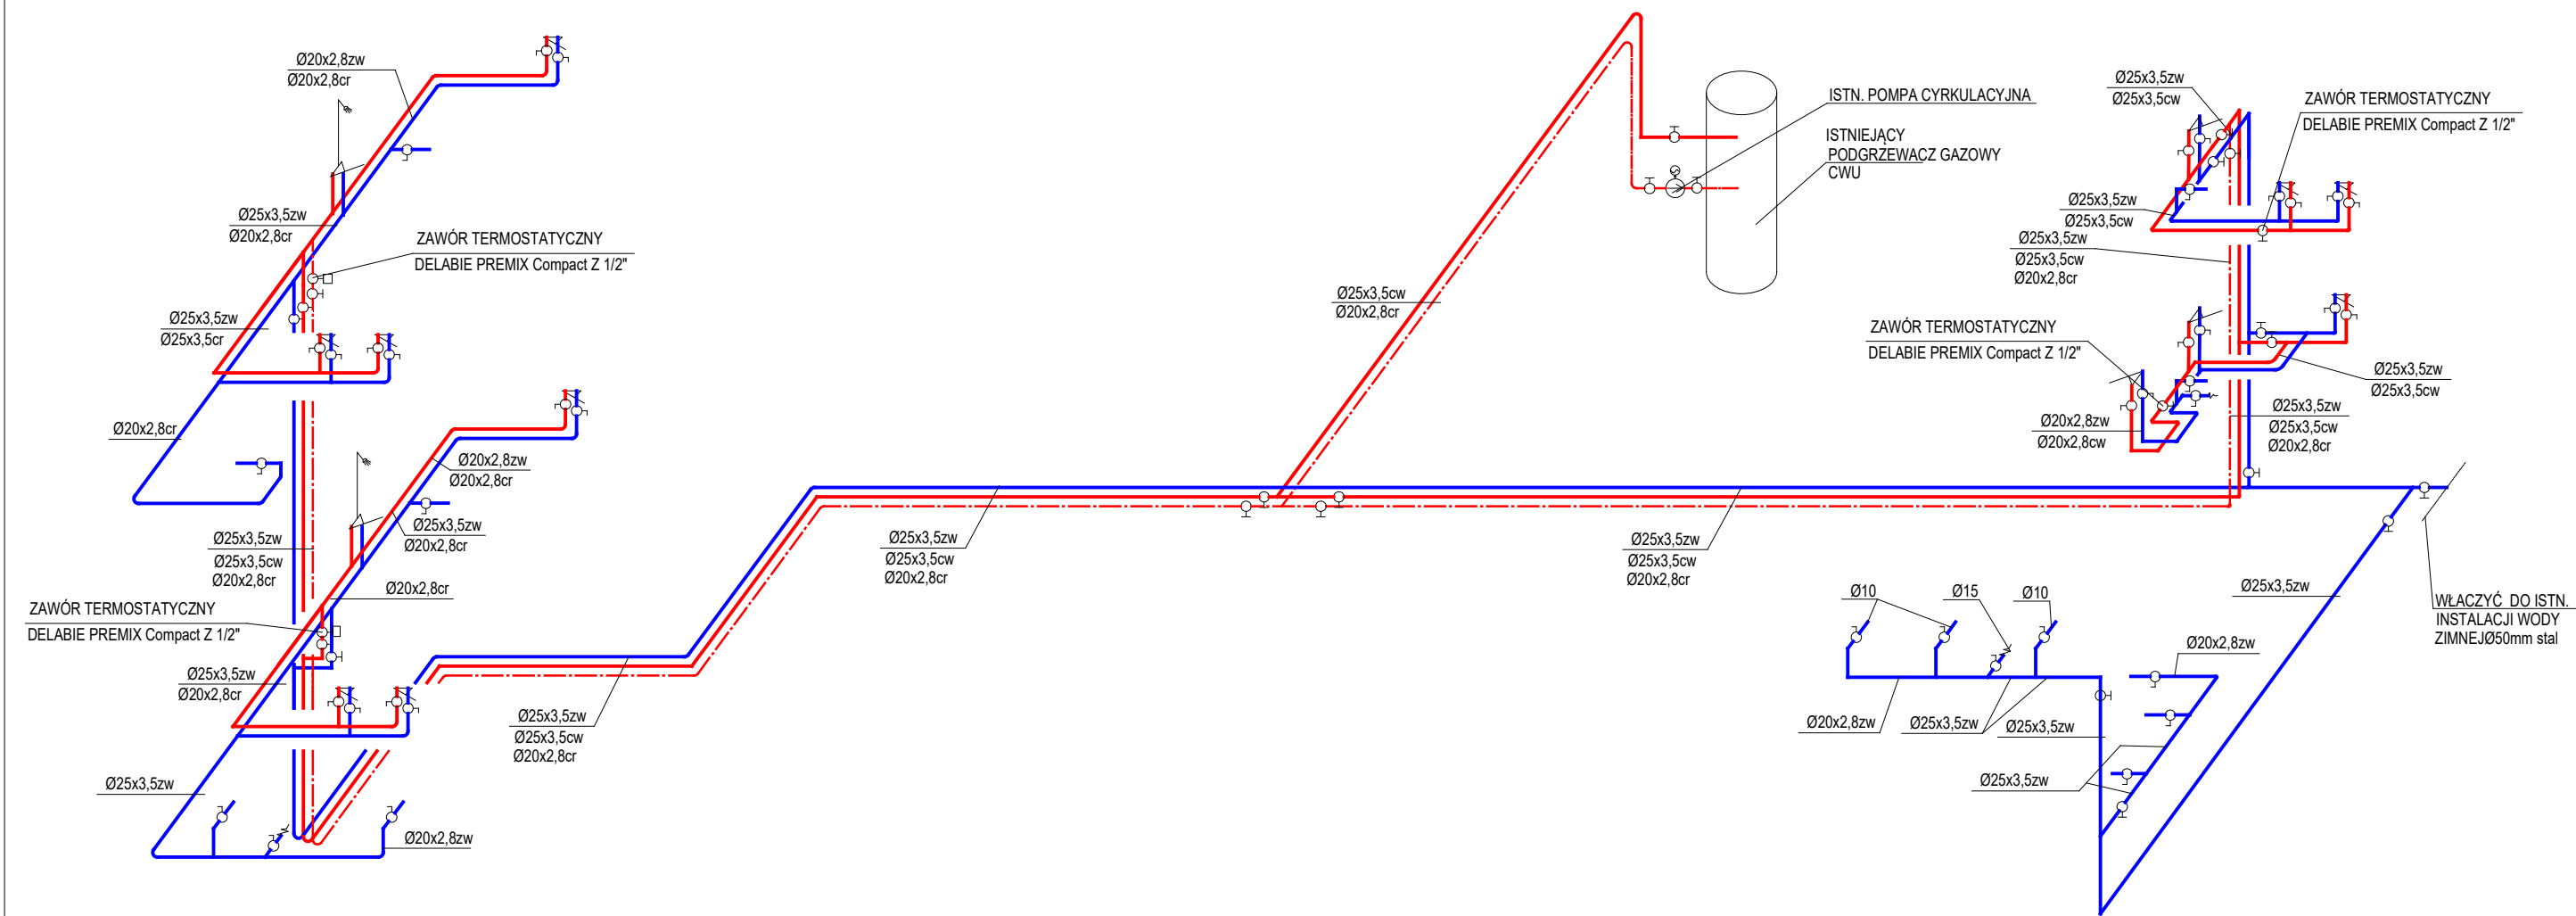 Ø20x2,8zw
Ø20x2,8cr
Ø25x3,5zw
Ø20x2,8cr
ZAWÓR TERMOSTATYCZNY
DELABIE PREMIX Compact Z 1/2"
Ø25x3,5zw
Ø25x3,5cr
Ø20x2,8cr
Ø20x2,8zw
Ø20x2,8cr
Ø25x3,5zw
Ø20x2,8cr
Ø25x3,5zw
Ø25x3,5cw
Ø20x2,8cr
Ø20x2,8cr
ZAWÓR TERMOSTATYCZNY
DELABIE PREMIX Compact Z 1/2"
Ø25x3,5zw
Ø20x2,8cr
Ø25x3,5zw
Ø20x2,8zw
Ø25x3,5zw
Ø25x3,5cw
Ø20x2,8cr
Ø25x3,5zw
Ø25x3,5cw
Ø20x2,8cr
Ø25x3,5cw
Ø20x2,8cr
ISTN. POMPA CYRKULACYJNA
ISTNIEJĄCY
PODGRZEWACZ GAZOWY
CWU
Ø25x3,5zw
Ø25x3,5cw
Ø20x2,8cr
Ø25x3,5zw
Ø25x3,5cw
ZAWÓR TERMOSTATYCZNY
DELABIE PREMIX Compact Z 1/2"
Ø25x3,5zw
Ø25x3,5cw
Ø25x3,5zw
Ø25x3,5cw
Ø20x2,8cr
ZAWÓR TERMOSTATYCZNY
DELABIE PREMIX Compact Z 1/2"
Ø25x3,5zw
Ø25x3,5cw
Ø20x2,8zw
Ø20x2,8cw
Ø25x3,5zw
Ø25x3,5cw
Ø20x2,8cr
Ø10
Ø15
Ø10
Ø25x3,5zw
WŁACZYĆ DO ISTN.
INSTALACJI WODY
ZIMNEJØ50mm stal
Ø20x2,8zw
Ø20x2,8zw
Ø25x3,5zw
Ø25x3,5zw
Ø25x3,5zw